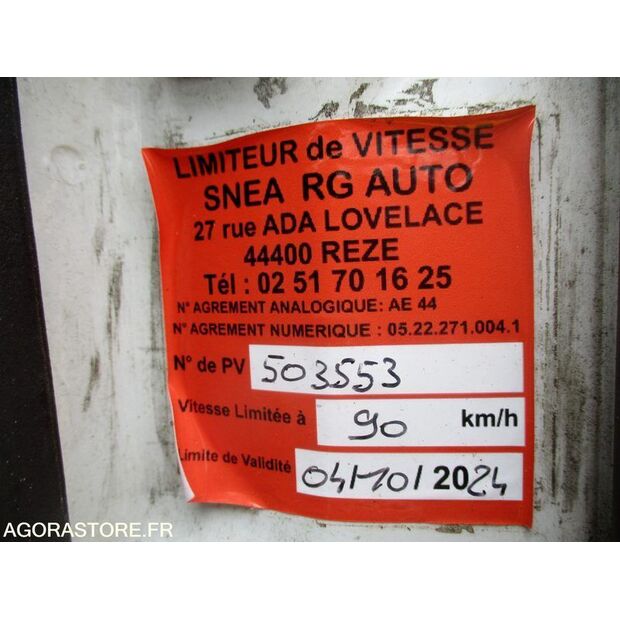 LIMITEUR de VITESSE
SNEA RG AUTO
27 rue ADA LOVELACE
44400 REZE
Tél : 02 51 70 16 25
N° AGREMENT ANALOGIQUE: AE 44
N° AGREMENT NUMERIQUE : 05.22.271.004.1
N° de PV 503553
Vitesse Limitée à 90 km/h
Limite de Validité 04/10/2024
AGORASTORE.FR